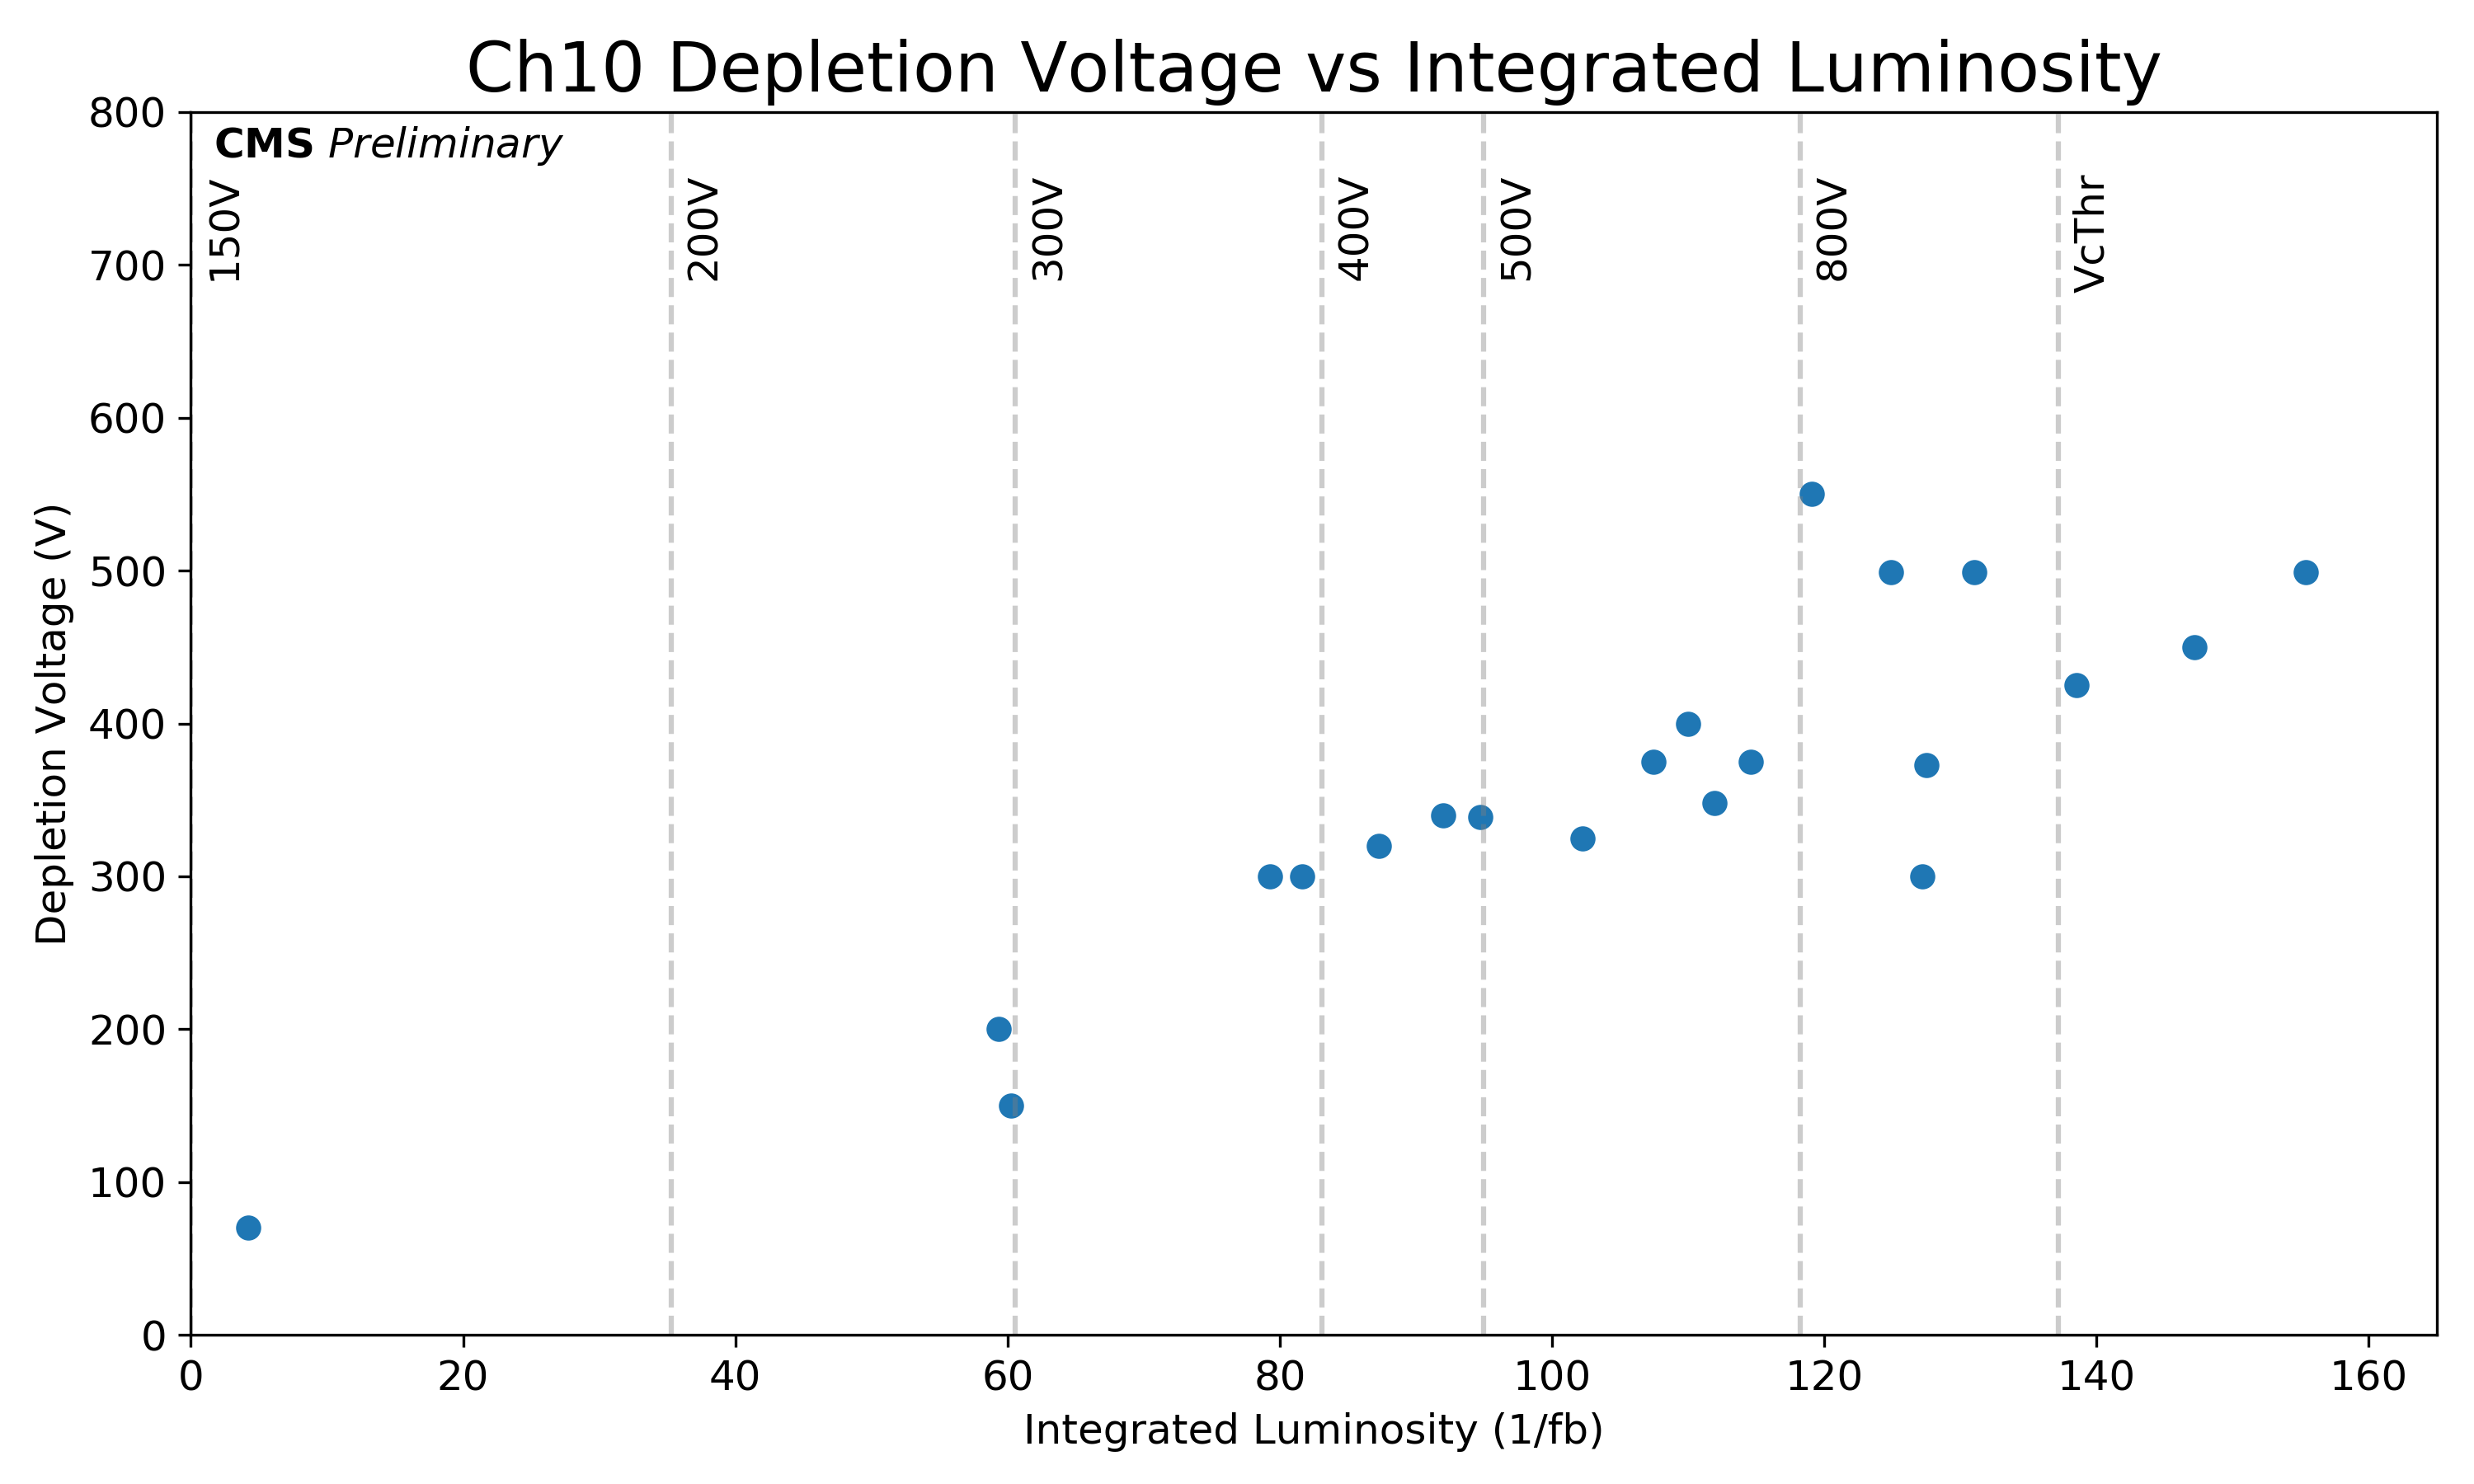 Ch10 Depletion Voltage vs Integrated Luminosity
CMS Preliminary
150V
200V
300V
400V
500V
800V
VcThr
Depletion Voltage (V)
800
700
600
500
400
300
200
100
0
0 20 40 60 80 100 120 140 160
Integrated Luminosity (1/fb)